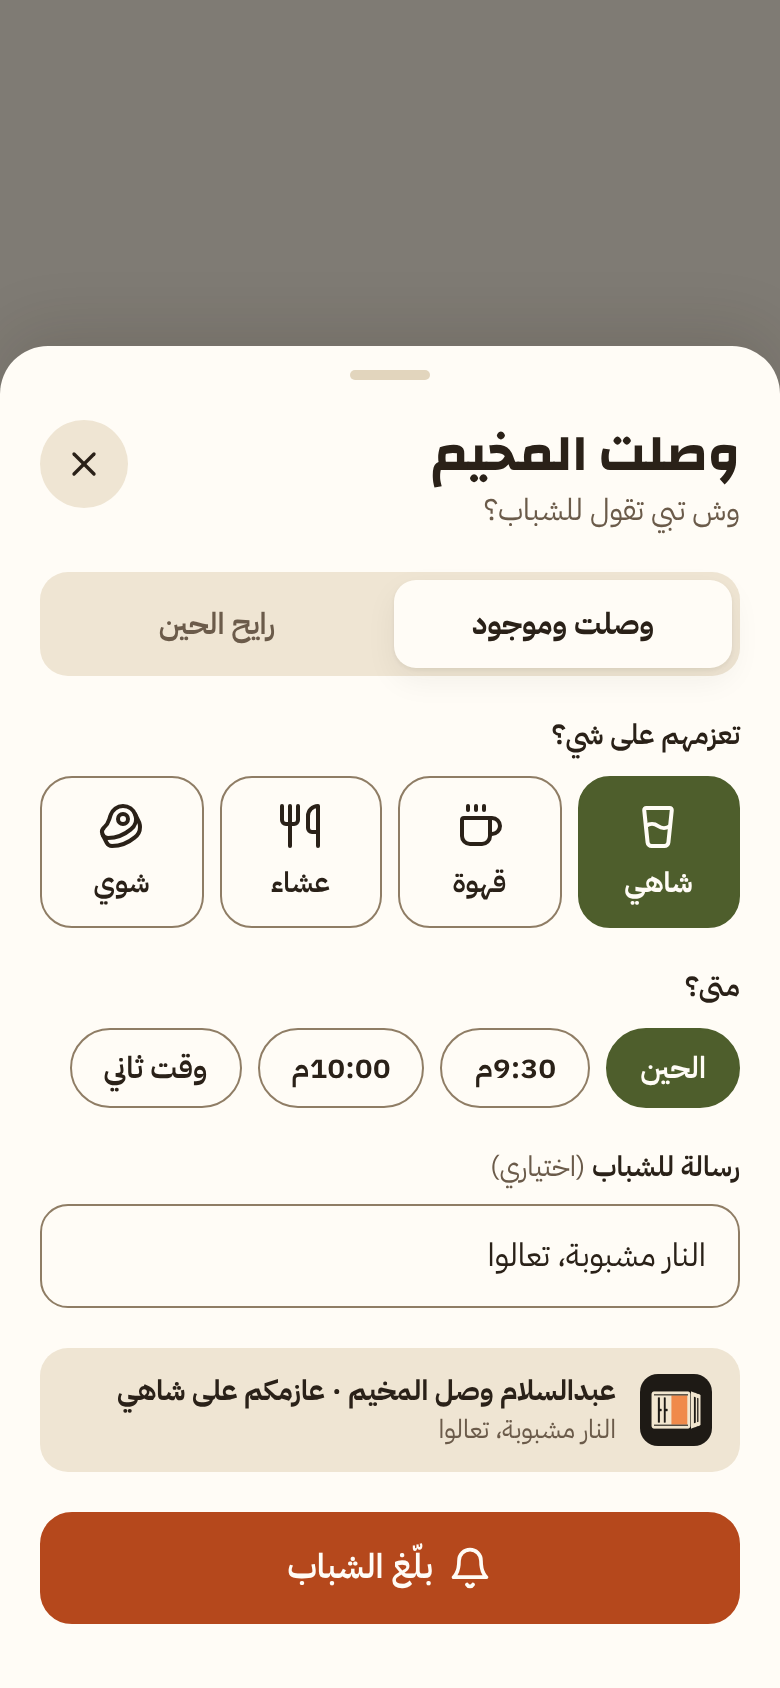 وصلت المخيم
وش تبي تقول للشباب؟
وصلت وموجود
رايح الحين
تعزمهم على شي؟
شاهي
قهوة
عشاء
شوي
متى؟
الحين
9:30م
10:00م
وقت ثاني
رسالة للشباب (اختياري)
النار مشبوبة، تعالوا
عبدالسلام وصل المخيم · عازمكم على شاهي
النار مشبوبة، تعالوا
بلّغ الشباب